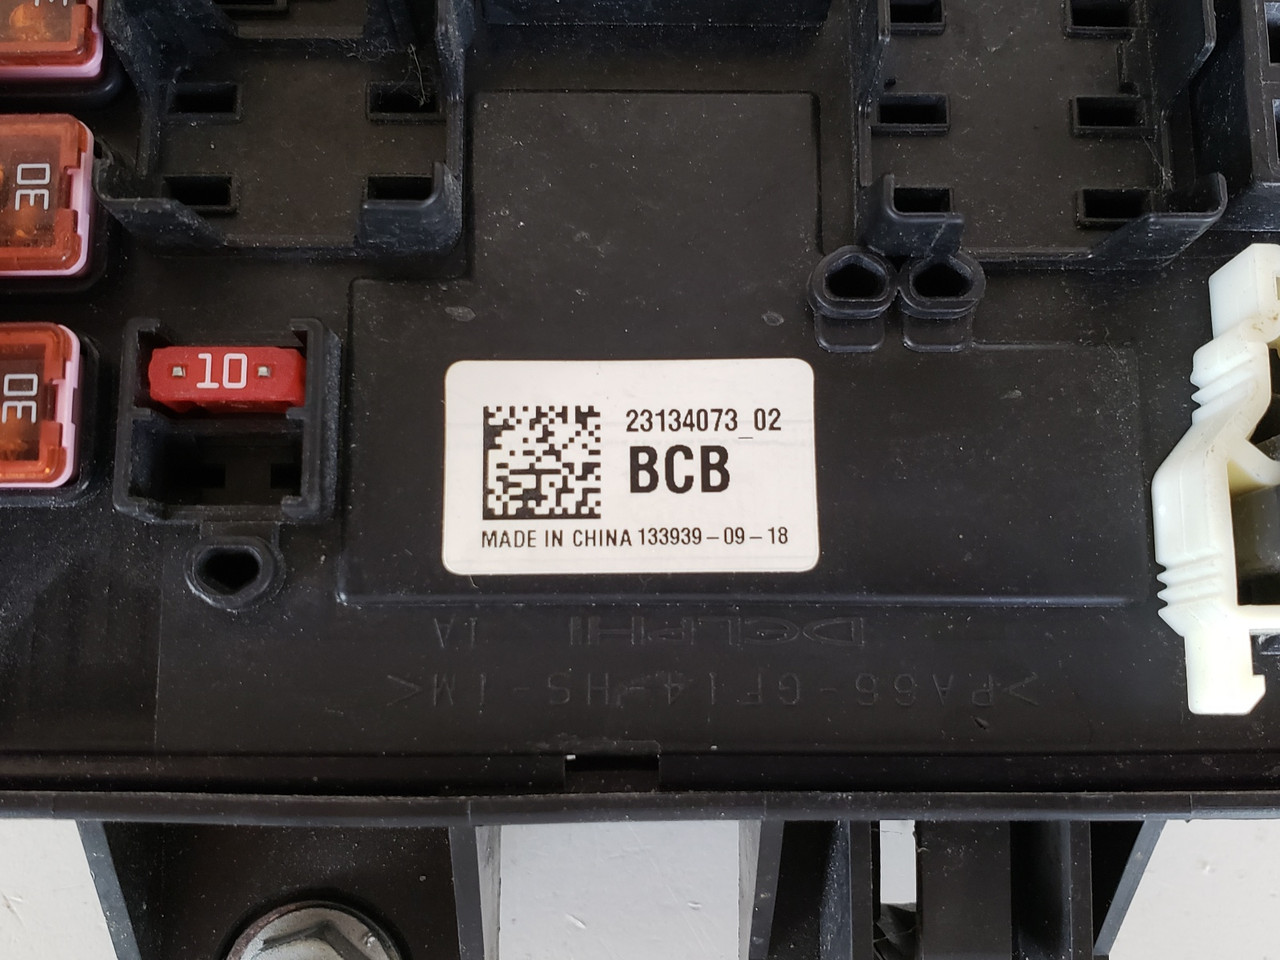 30
30
10
23134073_02
BCB
MADE IN CHINA 133939-09-18
DELPHI 1A
>PA66-GF14-HS-IM<